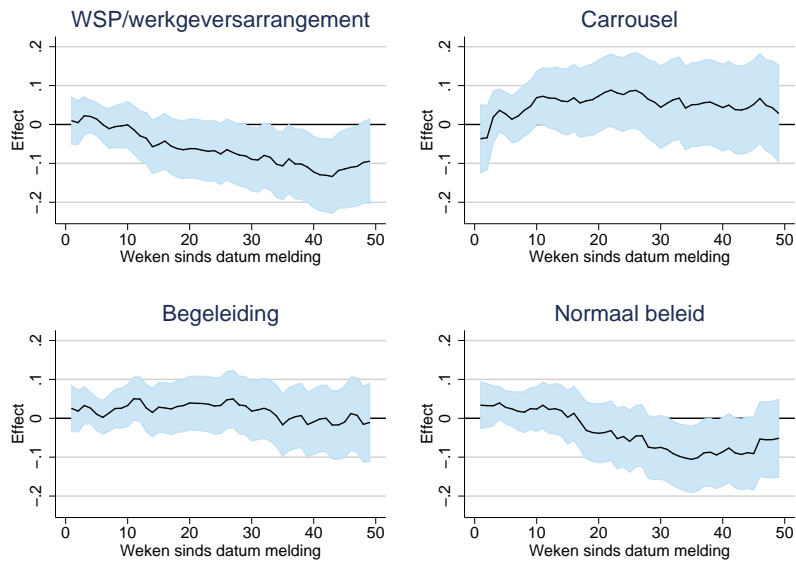 WSP/werkgeversarrangement
Effect
.2
.1
0
-.1
-.2
0 10 20 30 40 50
Weken sinds datum melding
Carrousel
Effect
.2
.1
0
-.1
-.2
0 10 20 30 40 50
Weken sinds datum melding
Begeleiding
Effect
.2
.1
0
-.1
-.2
0 10 20 30 40 50
Weken sinds datum melding
Normaal beleid
Effect
.2
.1
0
-.1
-.2
0 10 20 30 40 50
Weken sinds datum melding